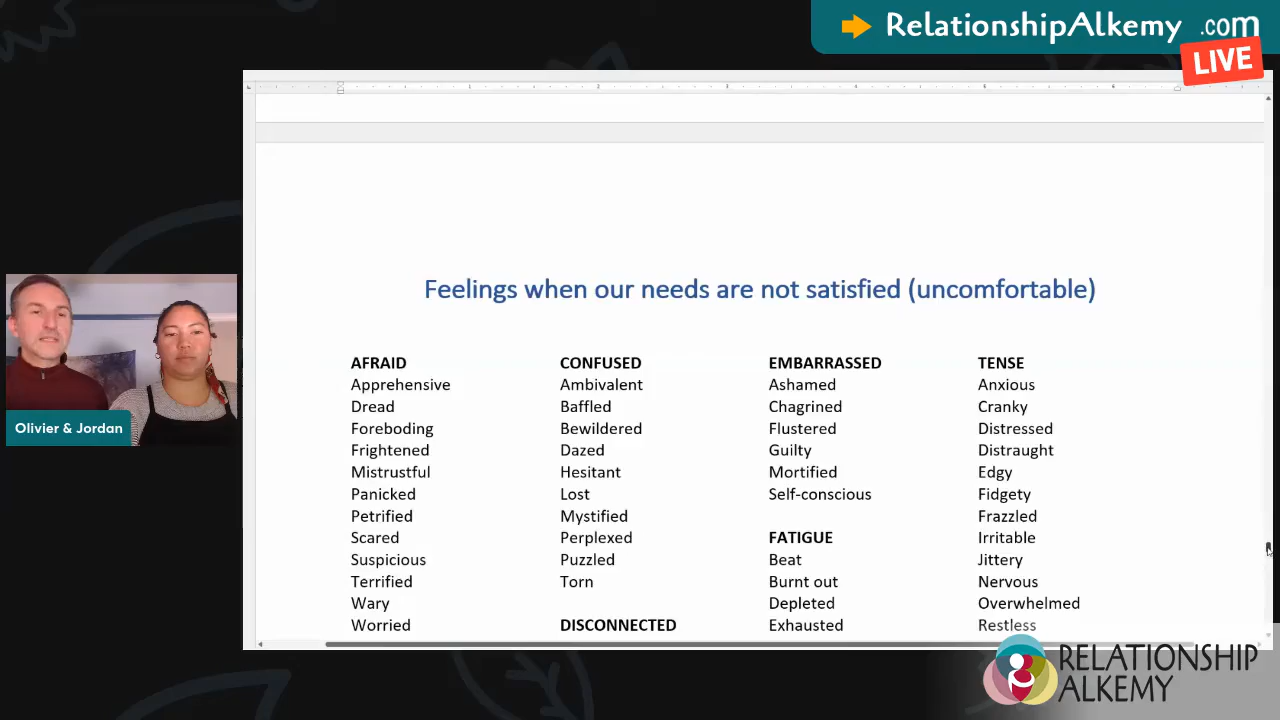 RelationshipAlkemy .com
LIVE
Feelings when our needs are not satisfied (uncomfortable)
AFRAID
Apprehensive
Dread
Foreboding
Frightened
Mistrustful
Panicked
Petrified
Scared
Suspicious
Terrified
Wary
Worried
CONFUSED
Ambivalent
Baffled
Bewildered
Dazed
Hesitant
Lost
Mystified
Perplexed
Puzzled
Torn
DISCONNECTED
EMBARRASSED
Ashamed
Chagrined
Flustered
Guilty
Mortified
Self-conscious
FATIGUE
Beat
Burnt out
Depleted
Exhausted
TENSE
Anxious
Cranky
Distressed
Distraught
Edgy
Fidgety
Frazzled
Irritable
Jittery
Nervous
Overwhelmed
Restless
Olivier & Jordan
RELATIONSHIP
ALKEMY